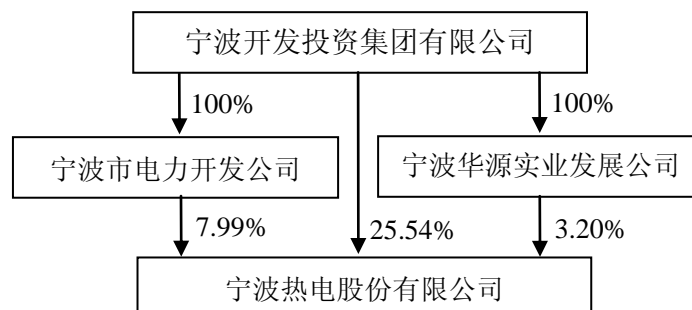 宁波开发投资集团有限公司
100%
100%
宁波市电力开发公司
宁波华源实业发展公司
7.99%
25.54%
3.20%
宁波热电股份有限公司